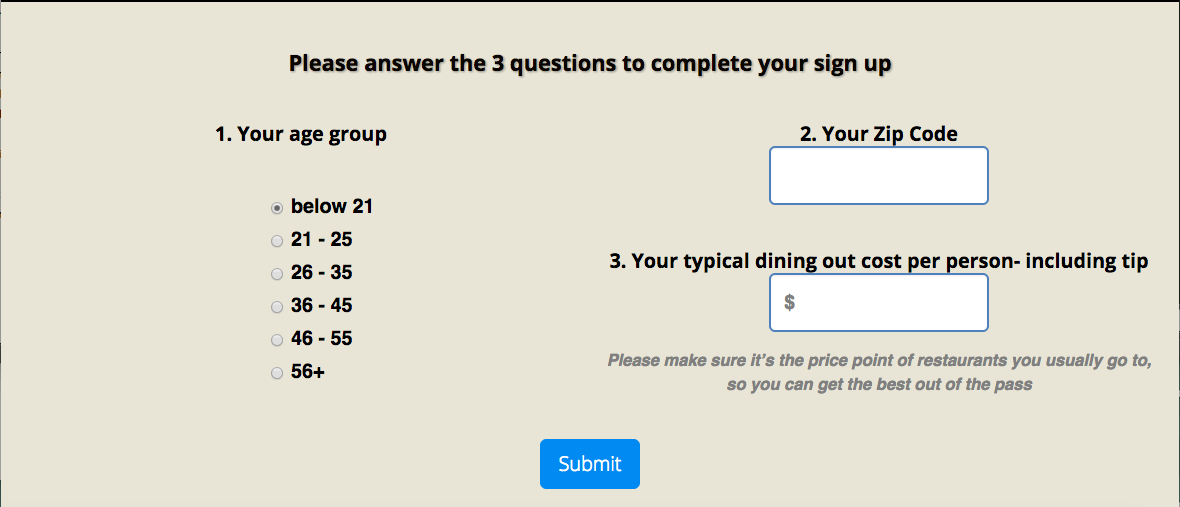 Please answer the 3 questions to complete your sign up
1. Your age group
below 21
21 - 25
26 - 35
36 - 45
46 - 55
56+
2. Your Zip Code
3. Your typical dining out cost per person- including tip
$
Please make sure it's the price point of restaurants you usually go to,
so you can get the best out of the pass
Submit